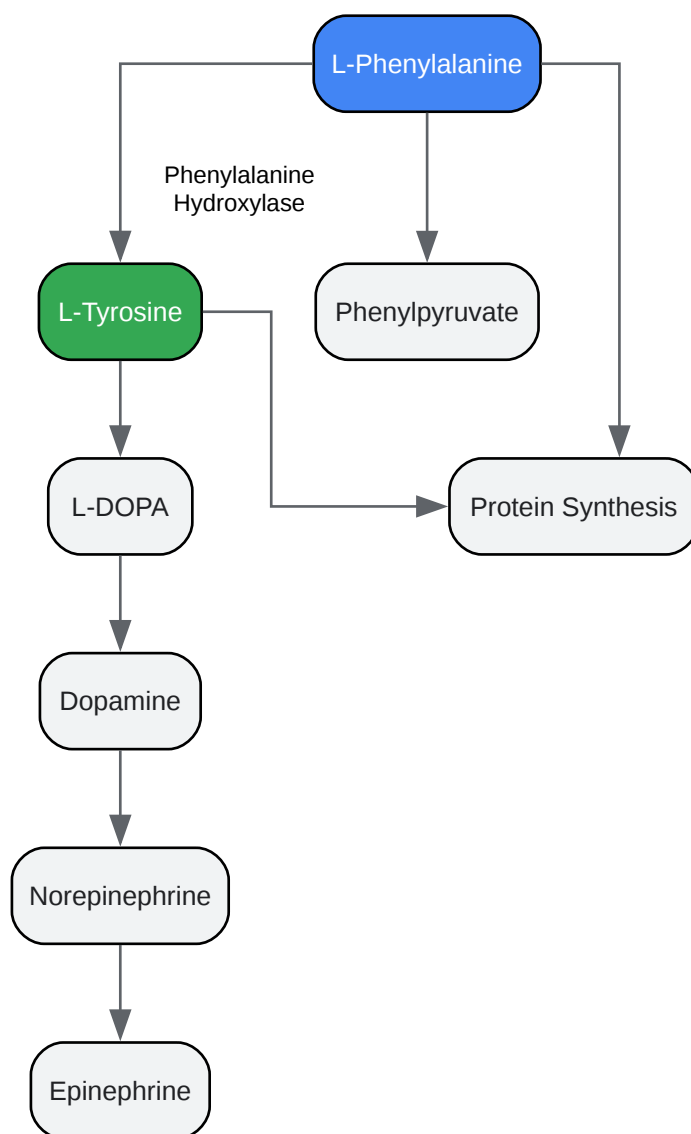 L-Phenylalanine
Phenylalanine
Hydroxylase
L-Tyrosine
Phenylpyruvate
L-DOPA
Protein Synthesis
Dopamine
Norepinephrine
Epinephrine